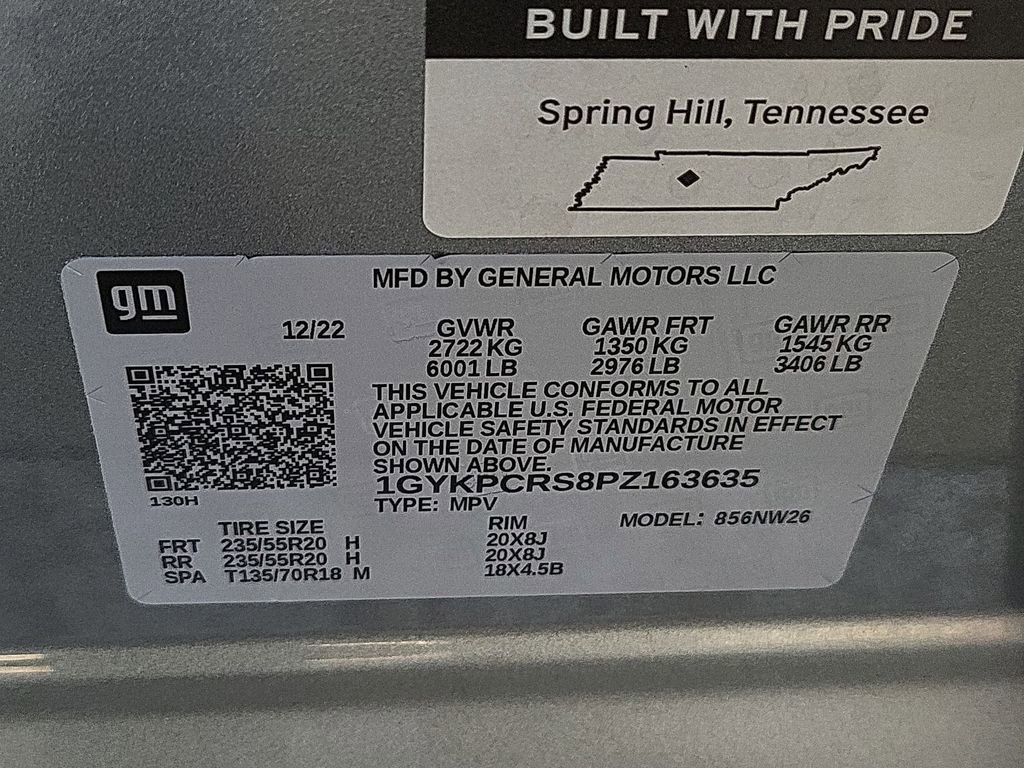 BUILT WITH PRIDE
Spring Hill, Tennessee
gm
MFD BY GENERAL MOTORS LLC
12/22 GVWR GAWR FRT GAWR RR
2722 KG 1350 KG 1545 KG
6001 LB 2976 LB 3406 LB
THIS VEHICLE CONFORMS TO ALL
APPLICABLE U.S. FEDERAL MOTOR
VEHICLE SAFETY STANDARDS IN EFFECT
ON THE DATE OF MANUFACTURE
SHOWN ABOVE.
1GYKPCRS8PZ163635
130H
TYPE: MPV
TIRE SIZE RIM MODEL: 856NW26
FRT 235/55R20 H 20X8J
RR 235/55R20 H 20X8J
SPA T135/70R18 M 18X4.5B